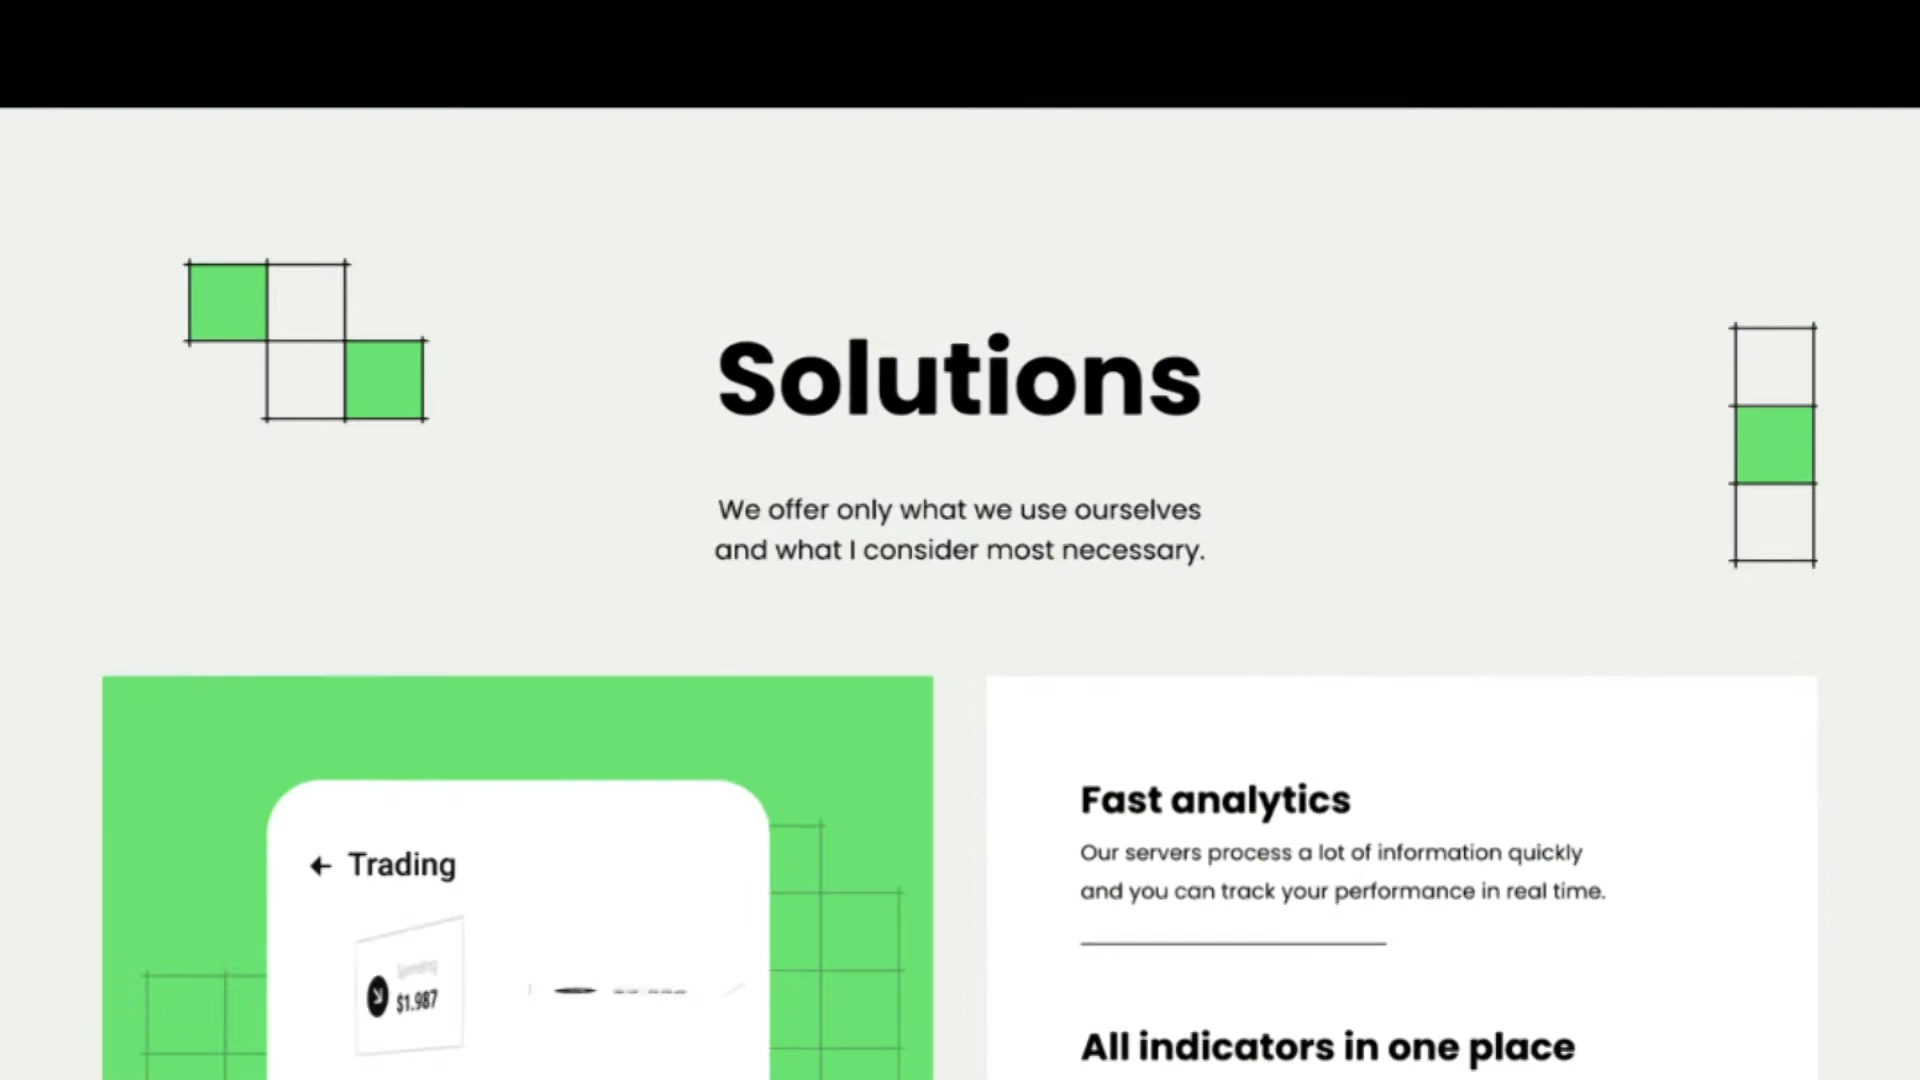 Solutions
We offer only what we use ourselves
and what I consider most necessary.
Trading
Spending
$1.987
Fast analytics
Our servers process a lot of information quickly
and you can track your performance in real time.
All indicators in one place